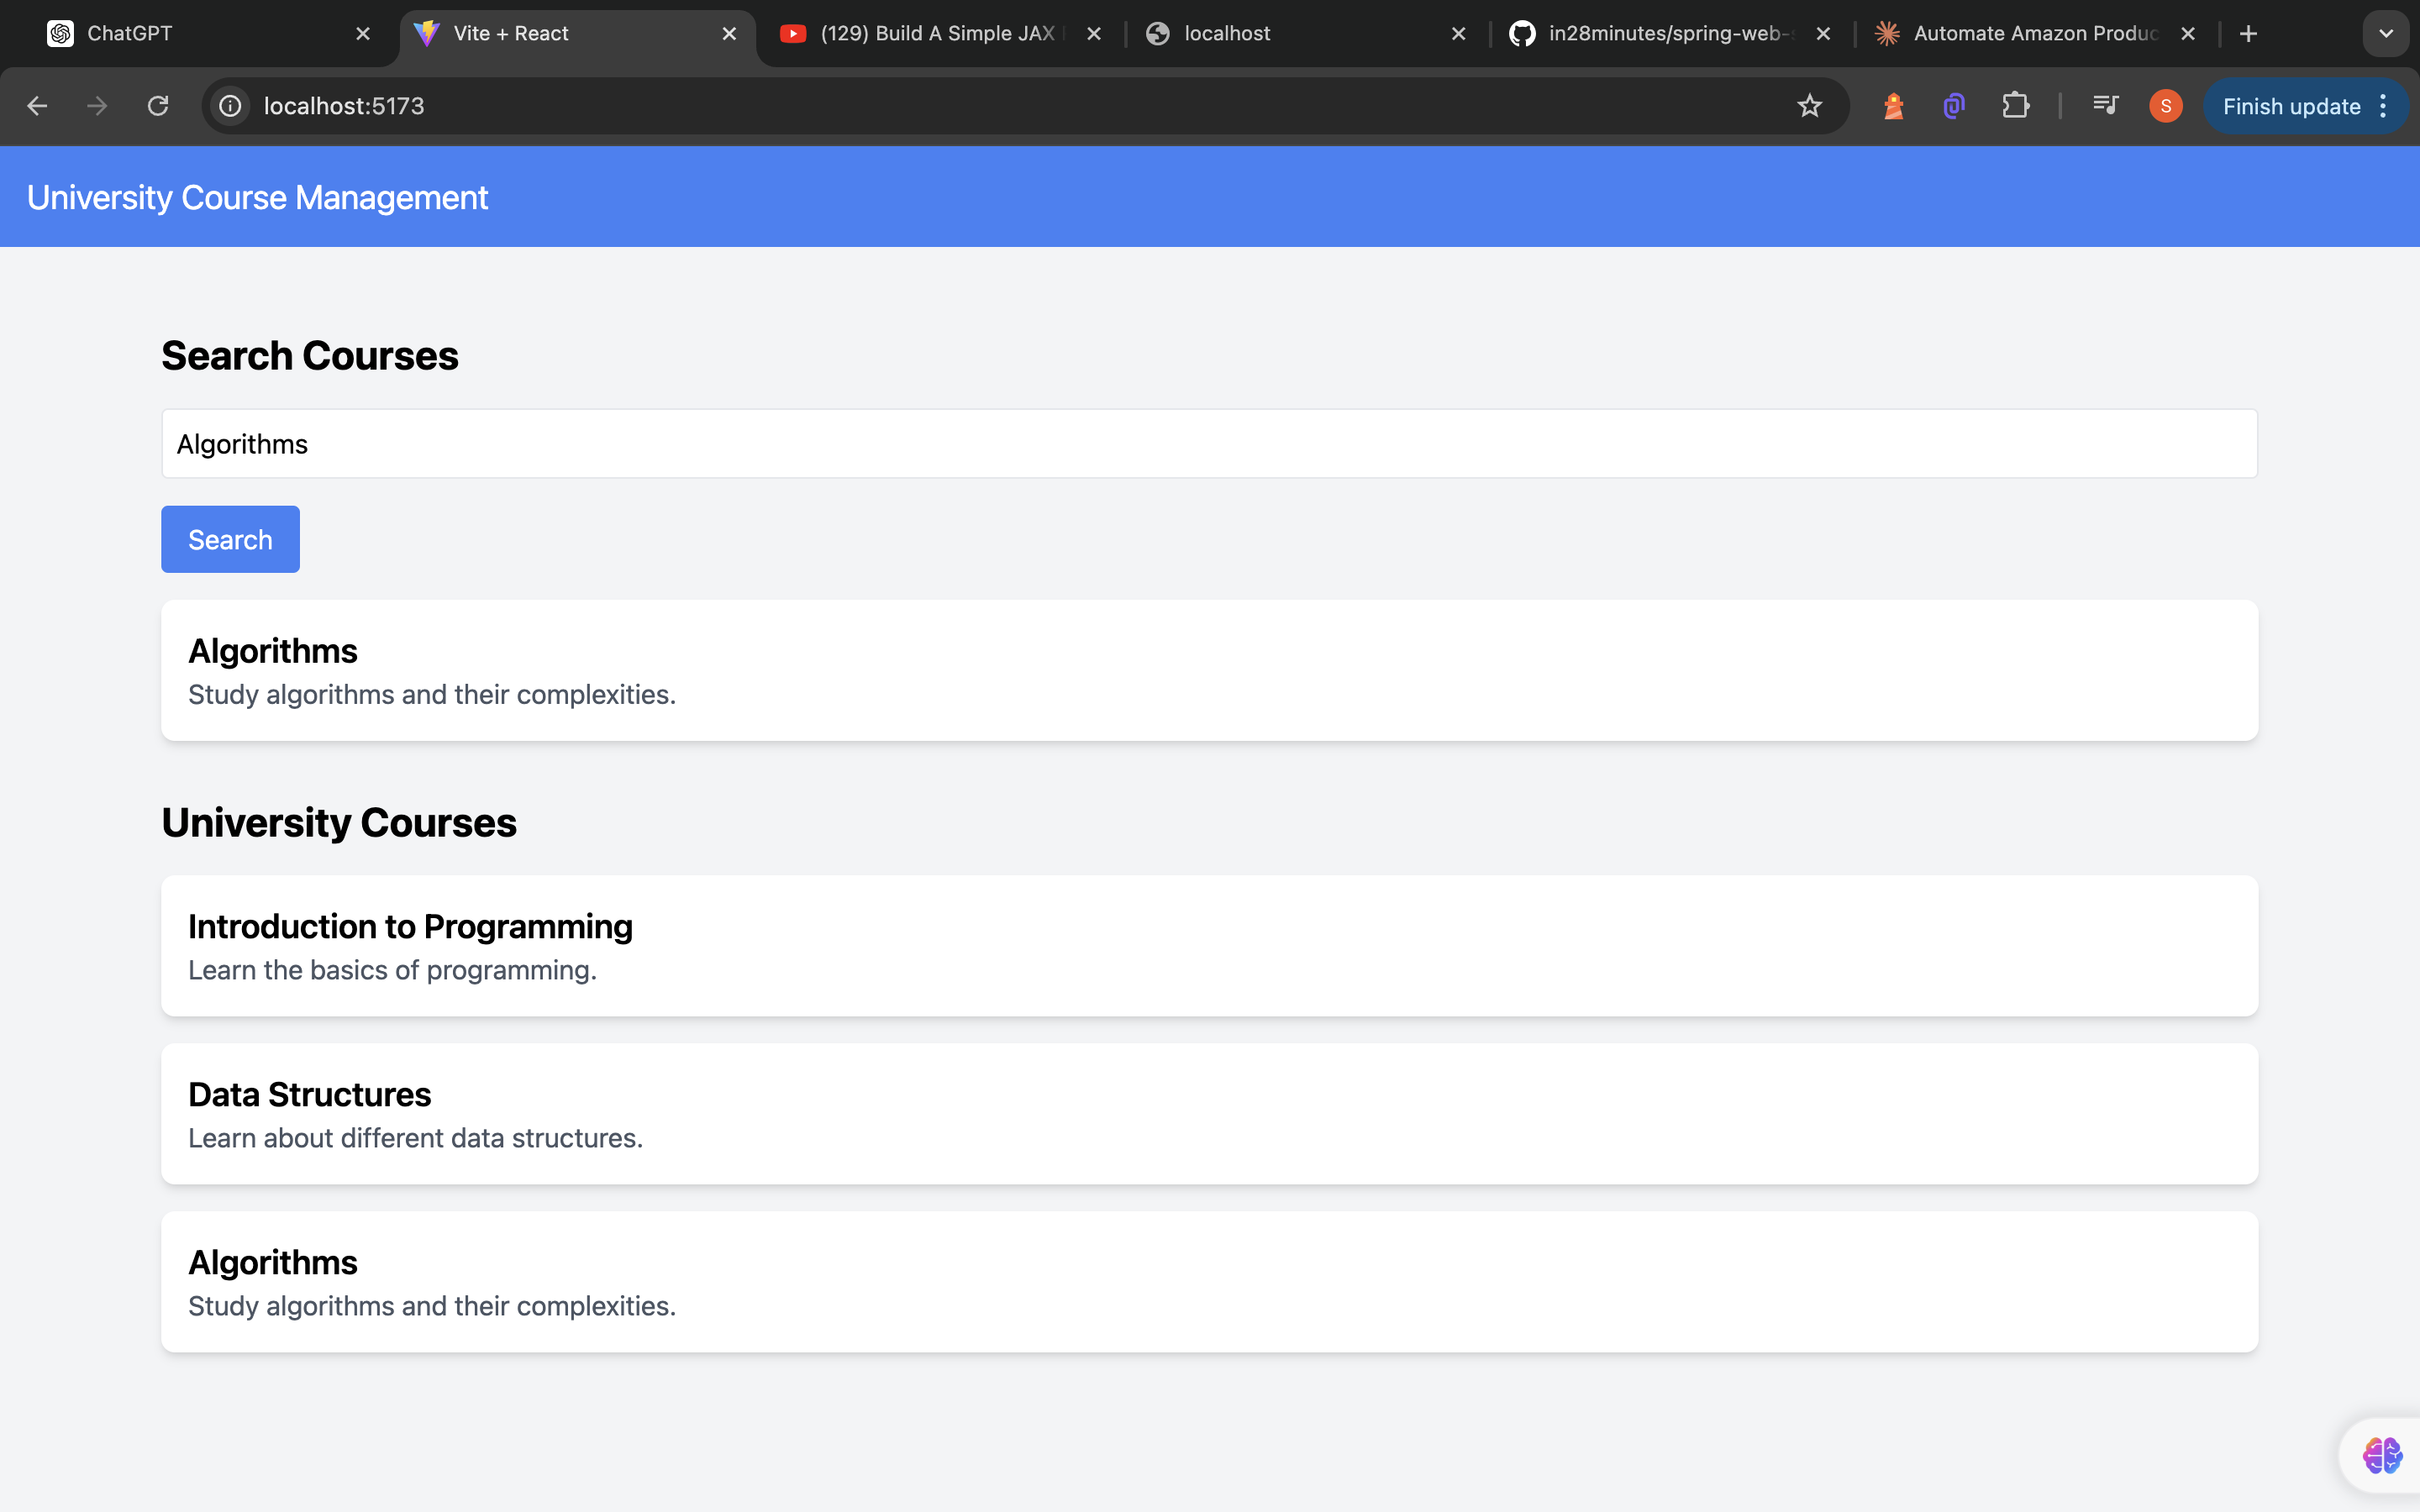 ChatGPT
Vite + React
(129) Build A Simple JAX
localhost
in28minutes/spring-web-
Automate Amazon Produc
localhost:5173
S
Finish update
University Course Management
Search Courses
Algorithms
Search
Algorithms
Study algorithms and their complexities.
University Courses
Introduction to Programming
Learn the basics of programming.
Data Structures
Learn about different data structures.
Algorithms
Study algorithms and their complexities.